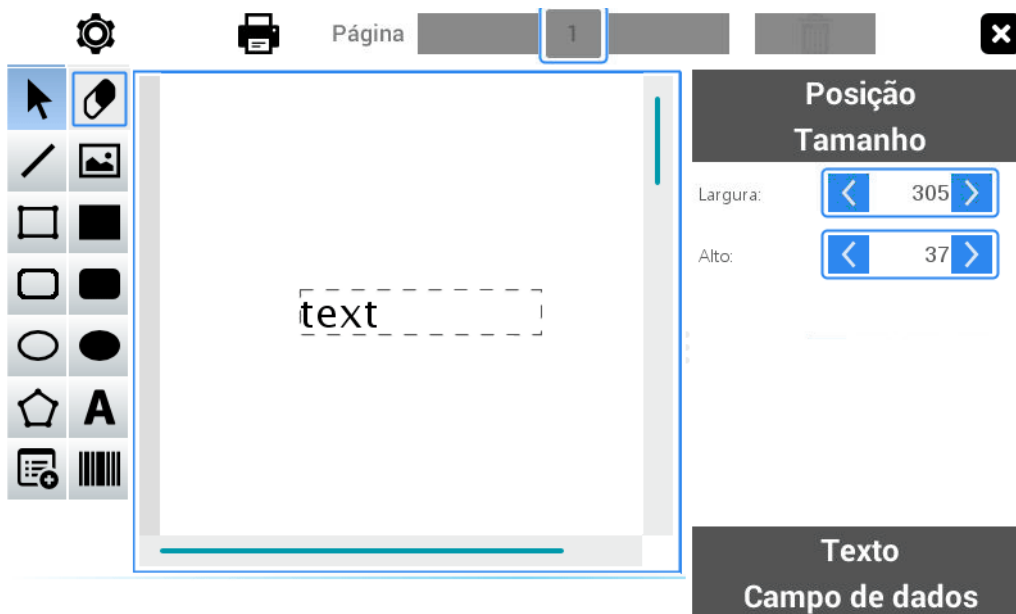 Página
1
Posição
Tamanho
Largura:
305
Alto:
37
text
A
Texto
Campo de dados